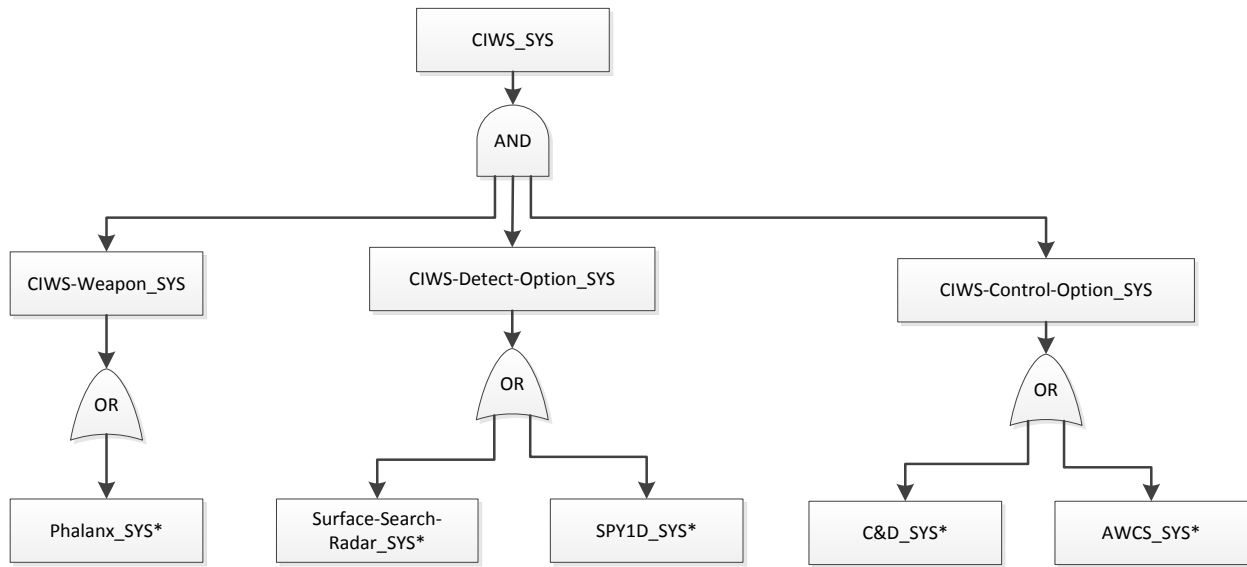 CIWS_SYS
AND
CIWS-Weapon_SYS
CIWS-Detect-Option_SYS
CIWS-Control-Option_SYS
OR
OR
OR
Phalanx_SYS*
Surface-Search-
Radar_SYS*
SPY1D_SYS*
C&D_SYS*
AWCS_SYS*